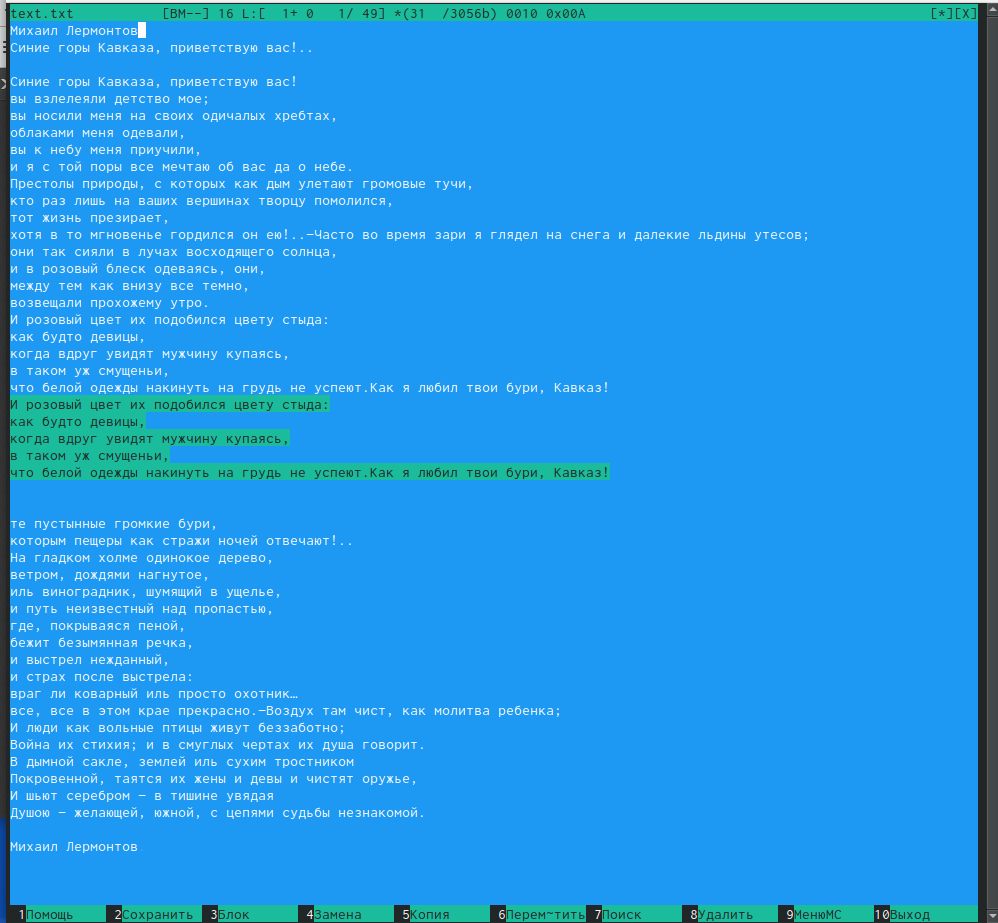 text.txt [BM--] 16 L:[ 1+ 0 1/ 49] *(31 /3056b) 0010 0x00A [*][X]
Михаил Лермонтов
Синие горы Кавказа, приветствую вас!..
Синие горы Кавказа, приветствую вас!
вы взлелеяли детство мое;
вы носили меня на своих одичалых хребтах,
облаками меня одевали,
вы к небу меня приучили,
и я с той поры все мечтаю об вас да о небе.
Престолы природы, с которых как дым улетают громовые тучи,
кто раз лишь на ваших вершинах творцу помолился,
тот жизнь презирает,
хотя в то мгновенье гордился он ею!..—Часто во время зари я глядел на снега и далекие льдины утесов;
они так сияли в лучах восходящего солнца,
и в розовый блеск одеваясь, они,
между тем как внизу все темно,
возвещали прохожему утро.
И розовый цвет их подобился цвету стыда:
как будто девицы,
когда вдруг увидят мужчину купаясь,
в таком уж смущеньи,
что белой одежды накинуть на грудь не успеют.Как я любил твои бури, Кавказ!
И розовый цвет их подобился цвету стыда:
как будто девицы,
когда вдруг увидят мужчину купаясь,
в таком уж смущеньи,
что белой одежды накинуть на грудь не успеют.Как я любил твои бури, Кавказ!
те пустынные громкие бури,
которым пещеры как стражи ночей отвечают!..
На гладком холме одинокое дерево,
ветром, дождями нагнутое,
иль виноградник, шумящий в ущелье,
и путь неизвестный над пропастью,
где, покрываяся пеной,
бежит безымянная речка,
и выстрел нежданный,
и страх после выстрела:
враг ли коварный иль просто охотник…
все, все в этом крае прекрасно.—Воздух там чист, как молитва ребенка;
И люди как вольные птицы живут беззаботно;
Война их стихия; и в смуглых чертах их душа говорит.
В дымной сакле, землей иль сухим тростником
Покровенной, таятся их жены и девы и чистят оружье,
И шьют серебром — в тишине увядая
Душою — желающей, южной, с цепями судьбы незнакомой.
Михаил Лермонтов
1Помощь 2Сохранить 3Блок 4Замена 5Копия 6Перем~тить 7Поиск 8Удалить 9МенюMC 10Выход